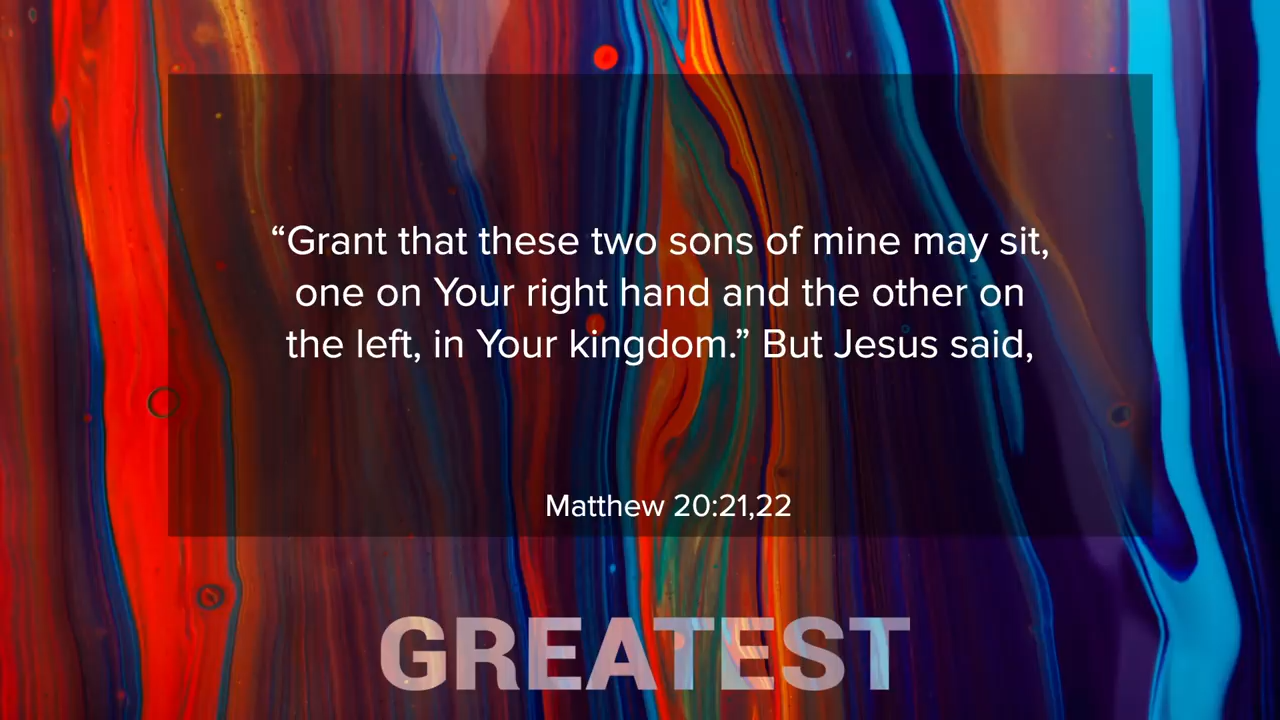 “Grant that these two sons of mine may sit,
one on Your right hand and the other on
the left, in Your kingdom.” But Jesus said,
Matthew 20:21,22
GREATEST